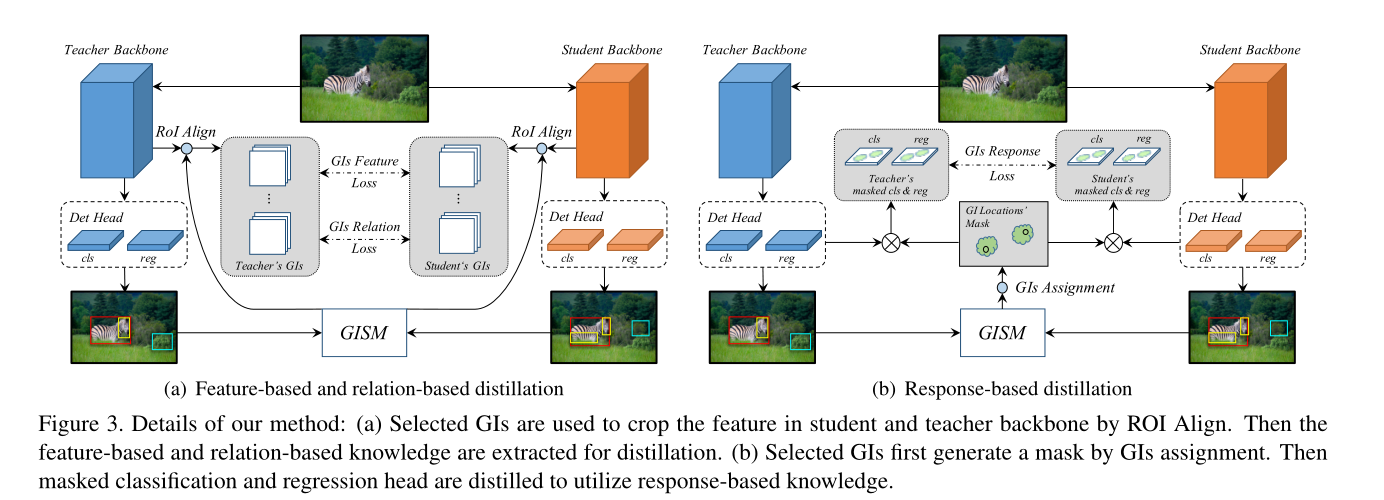 Teacher Backbone
Student Backbone
RoI Align
RoI Align
GIs Feature
Loss
⋮
⋮
GIs Relation
Loss
Teacher's GIs
Student's GIs
Det Head
cls
reg
Det Head
cls
reg
GISM
(a) Feature-based and relation-based distillation
Teacher Backbone
Student Backbone
cls
reg
Teacher's
masked cls & reg
GIs Response
Loss
cls
reg
Student's
masked cls & reg
Det Head
cls
reg
GI Locations'
Mask
Det Head
cls
reg
GIs Assignment
GISM
(b) Response-based distillation
Figure 3. Details of our method: (a) Selected GIs are used to crop the feature in student and teacher backbone by ROI Align. Then the
feature-based and relation-based knowledge are extracted for distillation. (b) Selected GIs first generate a mask by GIs assignment. Then
masked classification and regression head are distilled to utilize response-based knowledge.